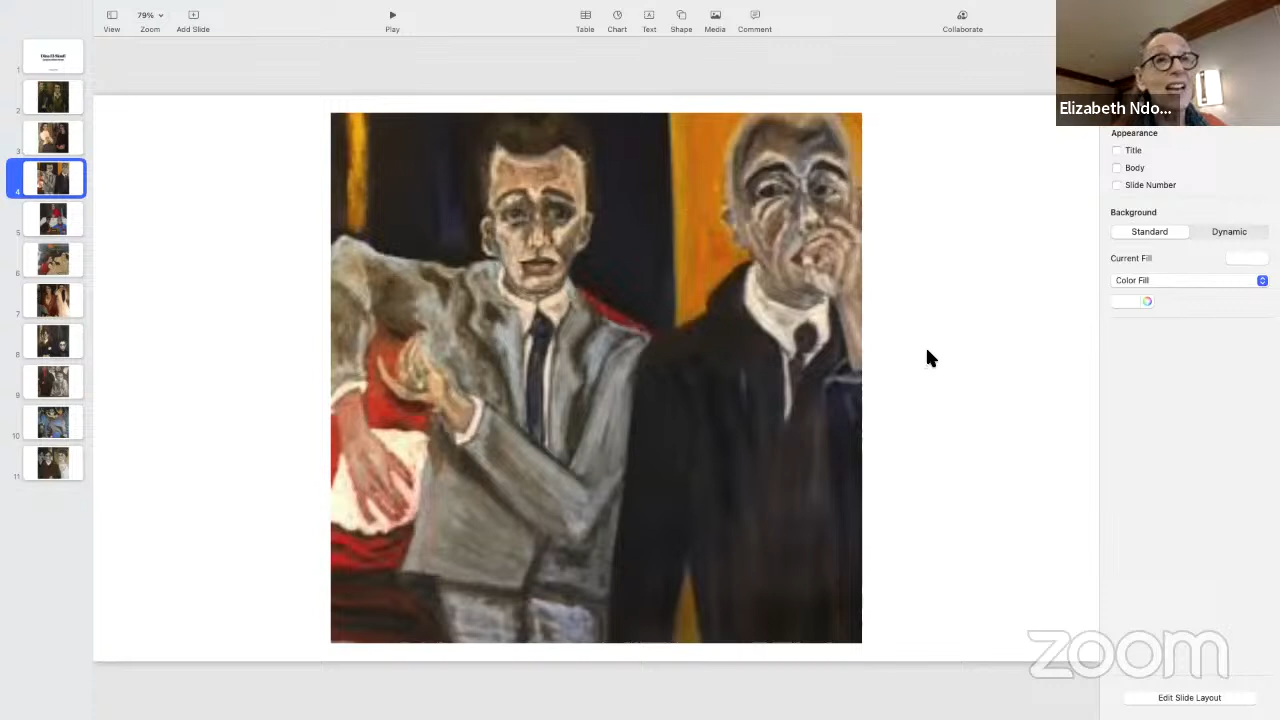 79%
View
Zoom
Add Slide
Play
Table
Chart
Text
Shape
Media
Comment
Collaborate
Elizabeth Ndo...
Appearance
Title
Body
Slide Number
Background
Standard
Dynamic
Current Fill
Color Fill
1
2
3
4
5
6
7
8
9
10
11
zoom
Edit Slide Layout